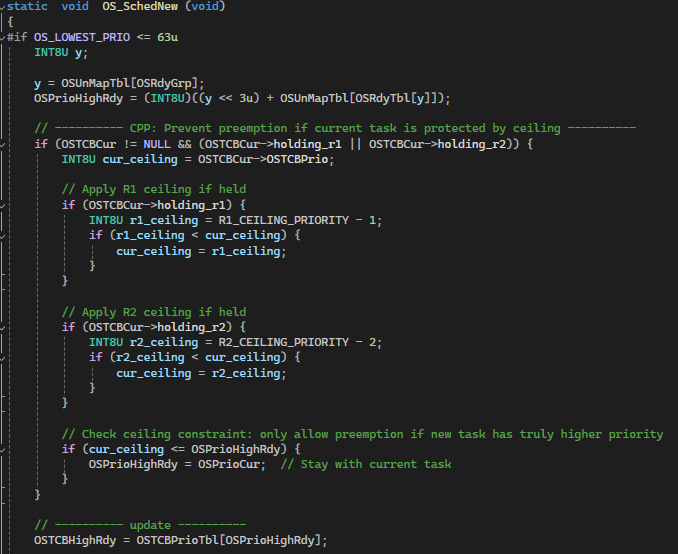 static  void  OS_SchedNew (void)
{
#if OS_LOWEST_PRIO <= 63u
    INT8U y;

    y = OSUnMapTbl[OSRdyGrp];
    OSPrioHighRdy = (INT8U)((y << 3u) + OSUnMapTbl[OSRdyTbl[y]]);

    // ---------- CPP: Prevent preemption if current task is protected by ceiling ----------
    if (OSTCBCur != NULL && (OSTCBCur->holding_r1 || OSTCBCur->holding_r2)) {
        INT8U cur_ceiling = OSTCBCur->OSTCBPrio;

        // Apply R1 ceiling if held
        if (OSTCBCur->holding_r1) {
            INT8U r1_ceiling = R1_CEILING_PRIORITY - 1;
            if (r1_ceiling < cur_ceiling) {
                cur_ceiling = r1_ceiling;
            }
        }

        // Apply R2 ceiling if held
        if (OSTCBCur->holding_r2) {
            INT8U r2_ceiling = R2_CEILING_PRIORITY - 2;
            if (r2_ceiling < cur_ceiling) {
                cur_ceiling = r2_ceiling;
            }
        }

        // Check ceiling constraint: only allow preemption if new task has truly higher priority
        if (cur_ceiling <= OSPrioHighRdy) {
            OSPrioHighRdy = OSPrioCur;  // Stay with current task
        }
    }

    // ---------- update ----------
    OSTCBHighRdy = OSTCBPrioTbl[OSPrioHighRdy];